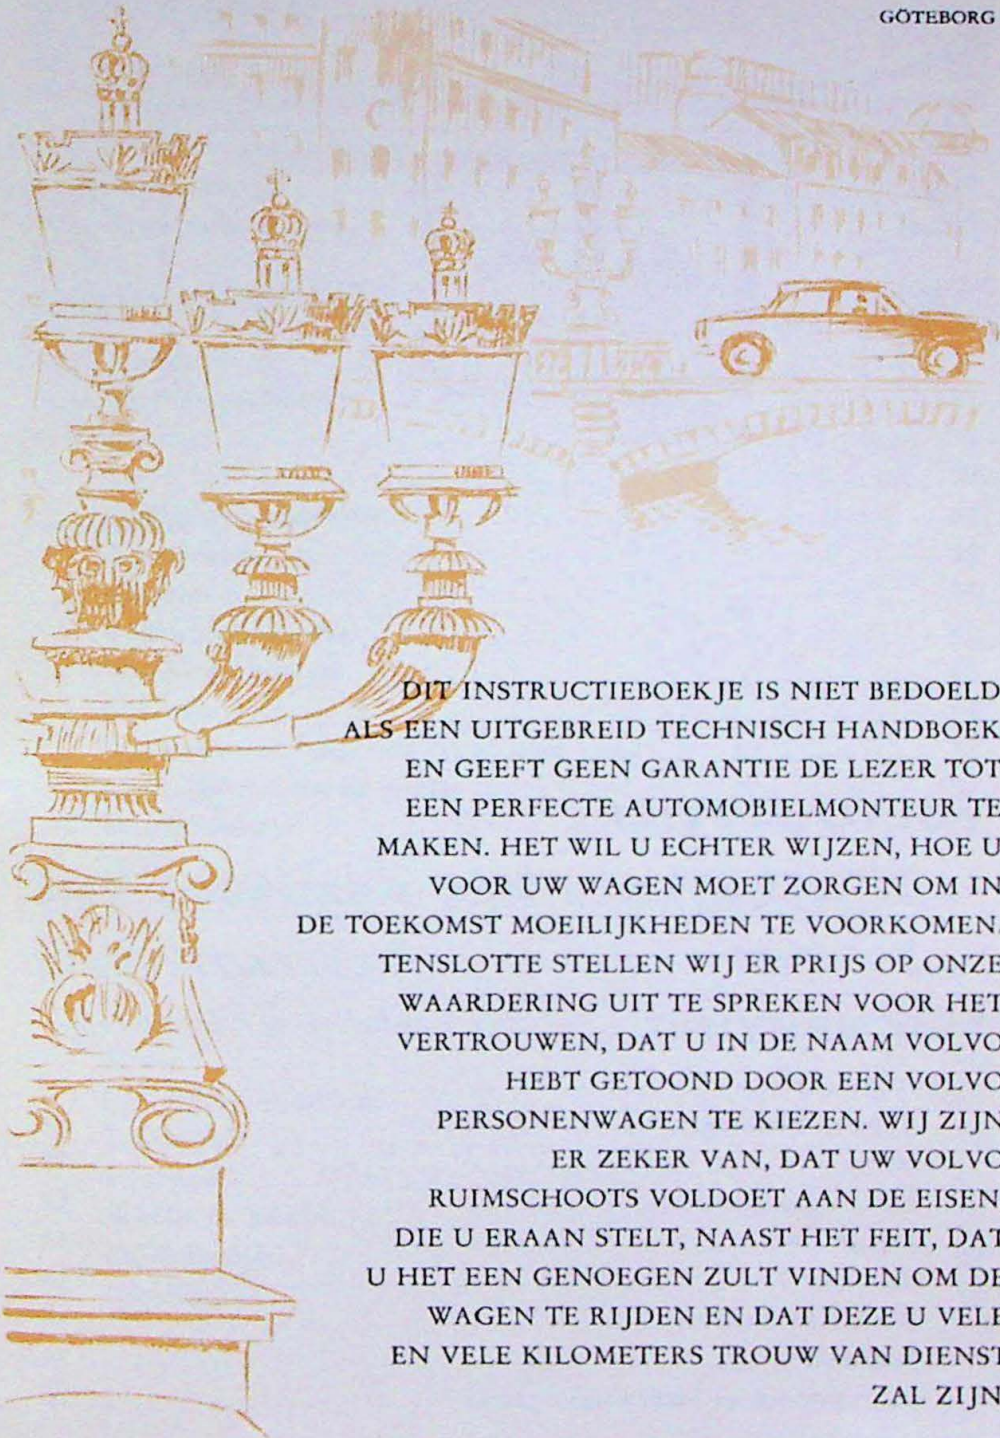 GÖTEBORG
DIT INSTRUCTIEBOEKJE IS NIET BEDOELD
ALS EEN UITGEBREID TECHNISCH HANDBOEK
EN GEEFT GEEN GARANTIE DE LEZER TOT
EEN PERFECTE AUTOMOBIELMONTEUR TE
MAKEN. HET WIL U ECHTER WIJZEN, HOE U
VOOR UW WAGEN MOET ZORGEN OM IN
DE TOEKOMST MOEILIJKHEDEN TE VOORKOMEN.
TENSLOTTE STELLEN WIJ ER PRIJS OP ONZE
WAARDERING UIT TE SPREKEN VOOR HET
VERTROUWEN, DAT U IN DE NAAM VOLVO
HEBT GETOOND DOOR EEN VOLVO
PERSONENWAGEN TE KIEZEN. WIJ ZIJN
ER ZEKER VAN, DAT UW VOLVO
RUIMSCHOOTS VOLDOET AAN DE EISEN
DIE U ERAAN STELT, NAAST HET FEIT, DAT
U HET EEN GENOEGEN ZULT VINDEN OM DE
WAGEN TE RIJDEN EN DAT DEZE U VELE
EN VELE KILOMETERS TROUW VAN DIENST
ZAL ZIJN